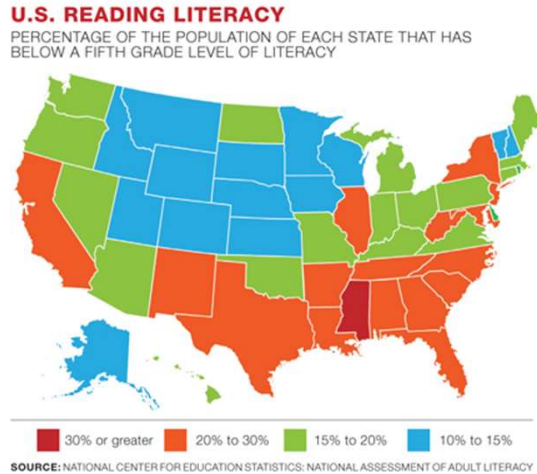 U.S. READING LITERACY
PERCENTAGE OF THE POPULATION OF EACH STATE THAT HAS
BELOW A FIFTH GRADE LEVEL OF LITERACY
30% or greater
20% to 30%
15% to 20%
10% to 15%
SOURCE: NATIONAL CENTER FOR EDUCATION STATISTICS: NATIONAL ASSESSMENT OF ADULT LITERACY